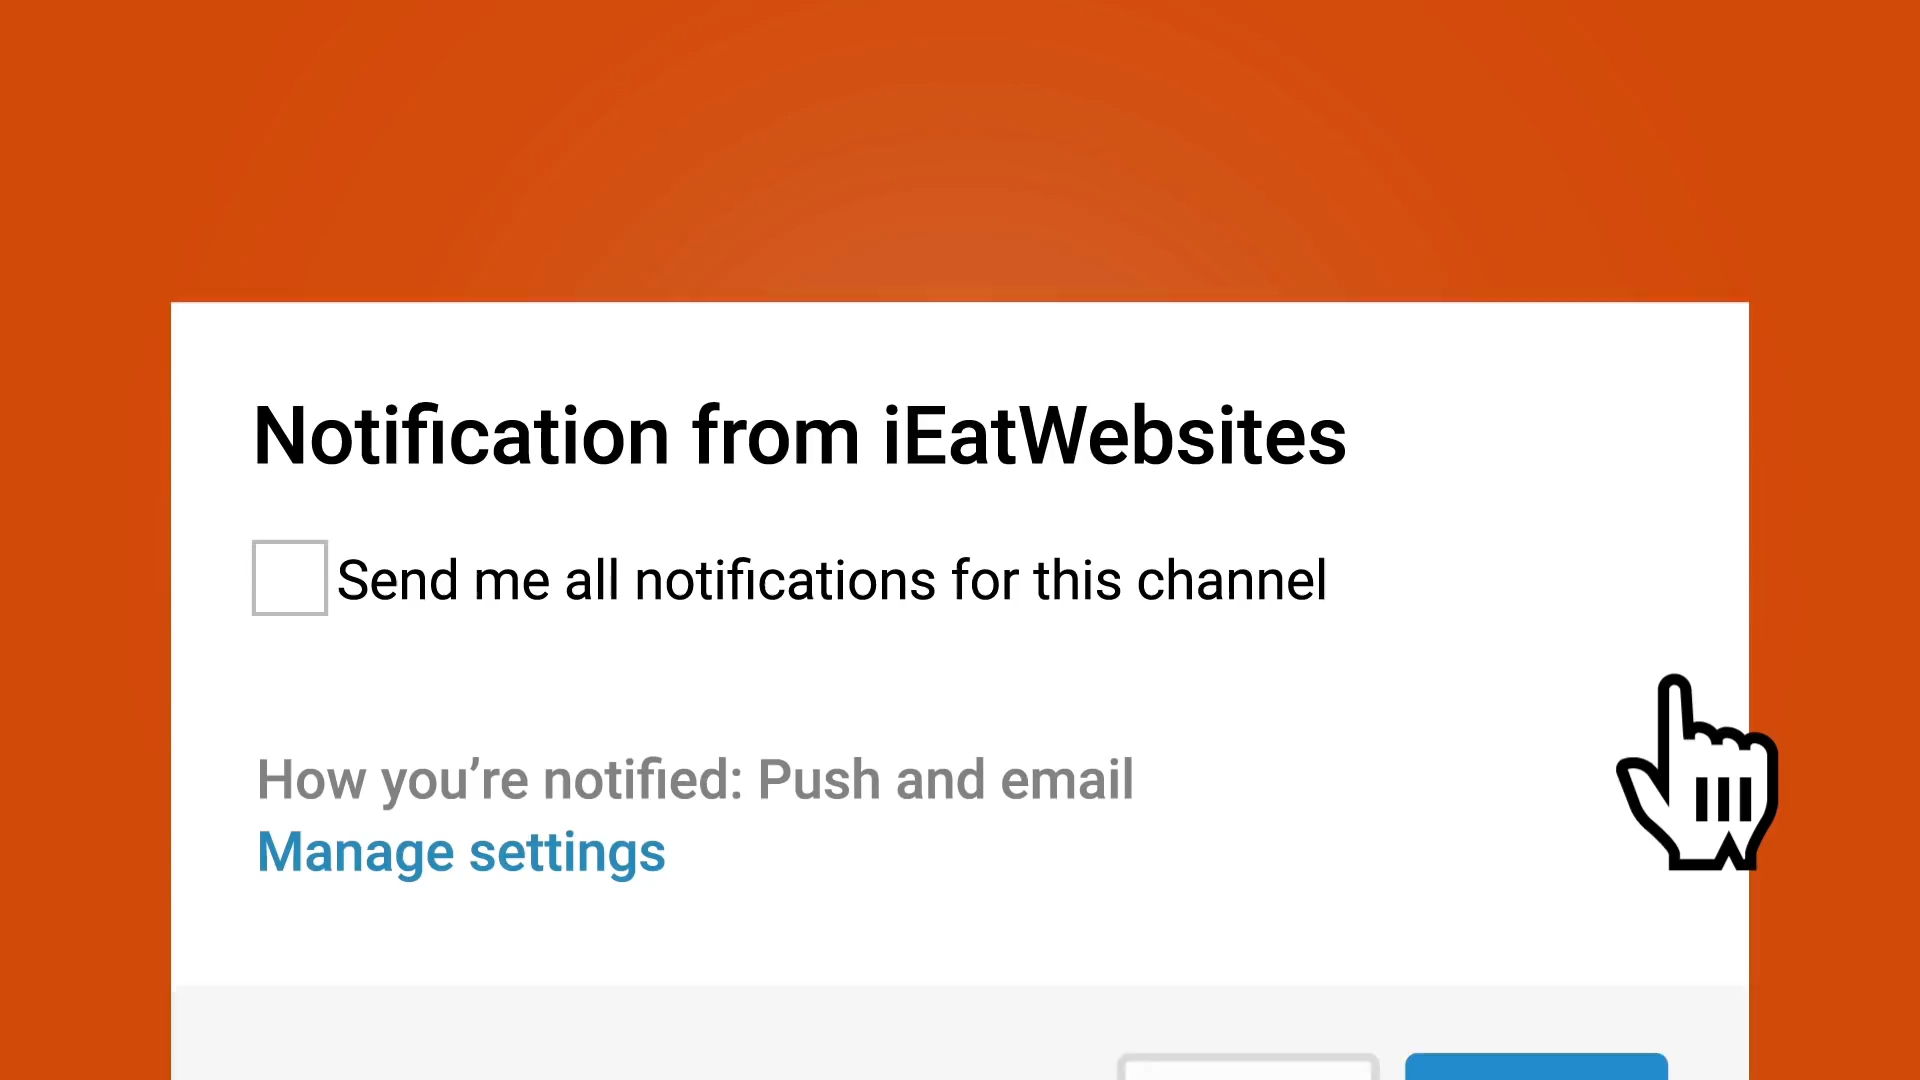 Notification from iEatWebsites
Send me all notifications for this channel
How you’re notified: Push and email
Manage settings